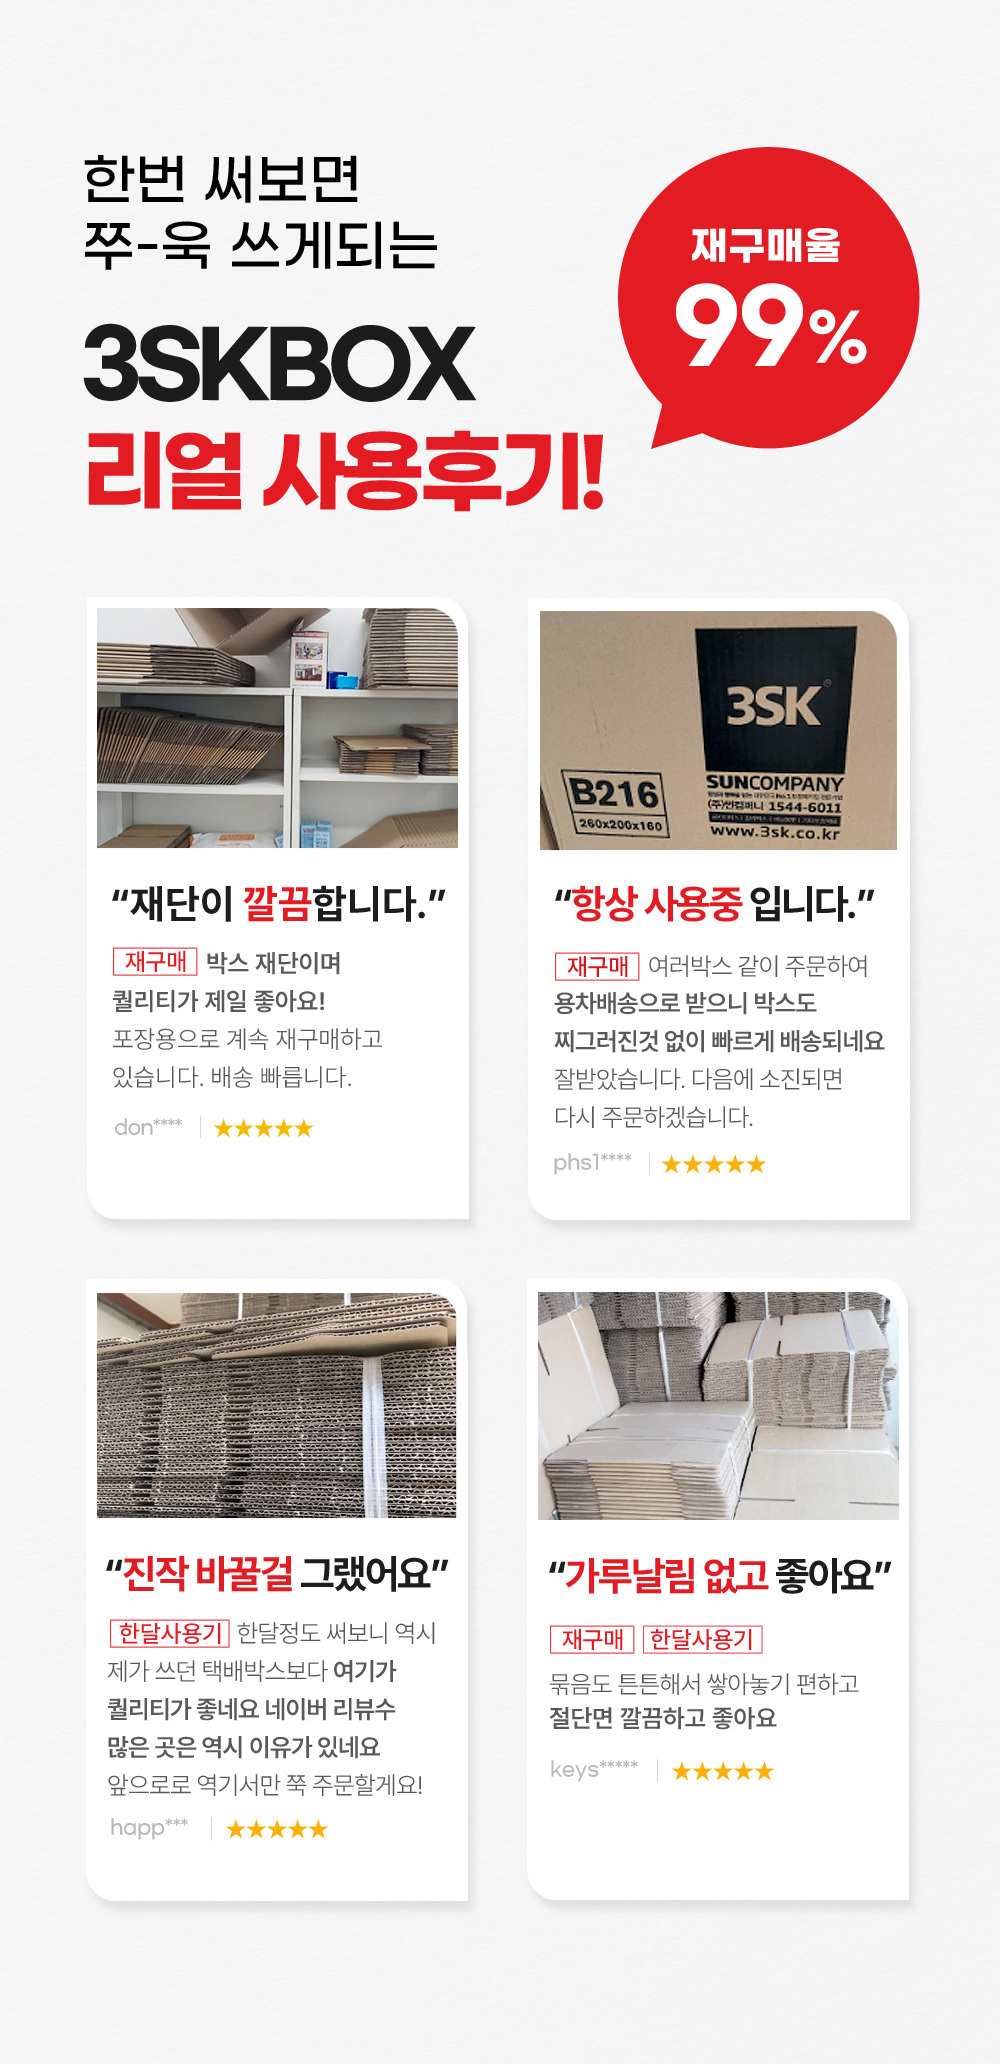 한번 써보면
쭈-욱 쓰게되는
3SKBOX
리얼 사용후기!
재구매율
99%
“재단이 깔끔합니다.”
재구매 박스 재단이며
퀄리티가 제일 좋아요!
포장용으로 계속 재구매하고
있습니다. 배송 빠릅니다.
don**** ★★★★★
3SK
B216
260x200x160
SUNCOMPANY
(주)썬컴퍼니 1544-6011
www.3sk.co.kr
“항상 사용중 입니다.”
재구매 여러박스 같이 주문하여
용차배송으로 받으니 박스도
찌그러진것 없이 빠르게 배송되네요
잘받았습니다. 다음에 소진되면
다시 주문하겠습니다.
phs1**** ★★★★★
“진작 바꿀걸 그랬어요”
한달사용기 한달정도 써보니 역시
제가 쓰던 택배박스보다 여기가
퀄리티가 좋네요 네이버 리뷰수
많은 곳은 역시 이유가 있네요
앞으로로 역기서만 쭉 주문할게요!
happ*** ★★★★★
“가루날림 없고 좋아요”
재구매 한달사용기
묶음도 튼튼해서 쌓아놓기 편하고
절단면 깔끔하고 좋아요
keys***** ★★★★★